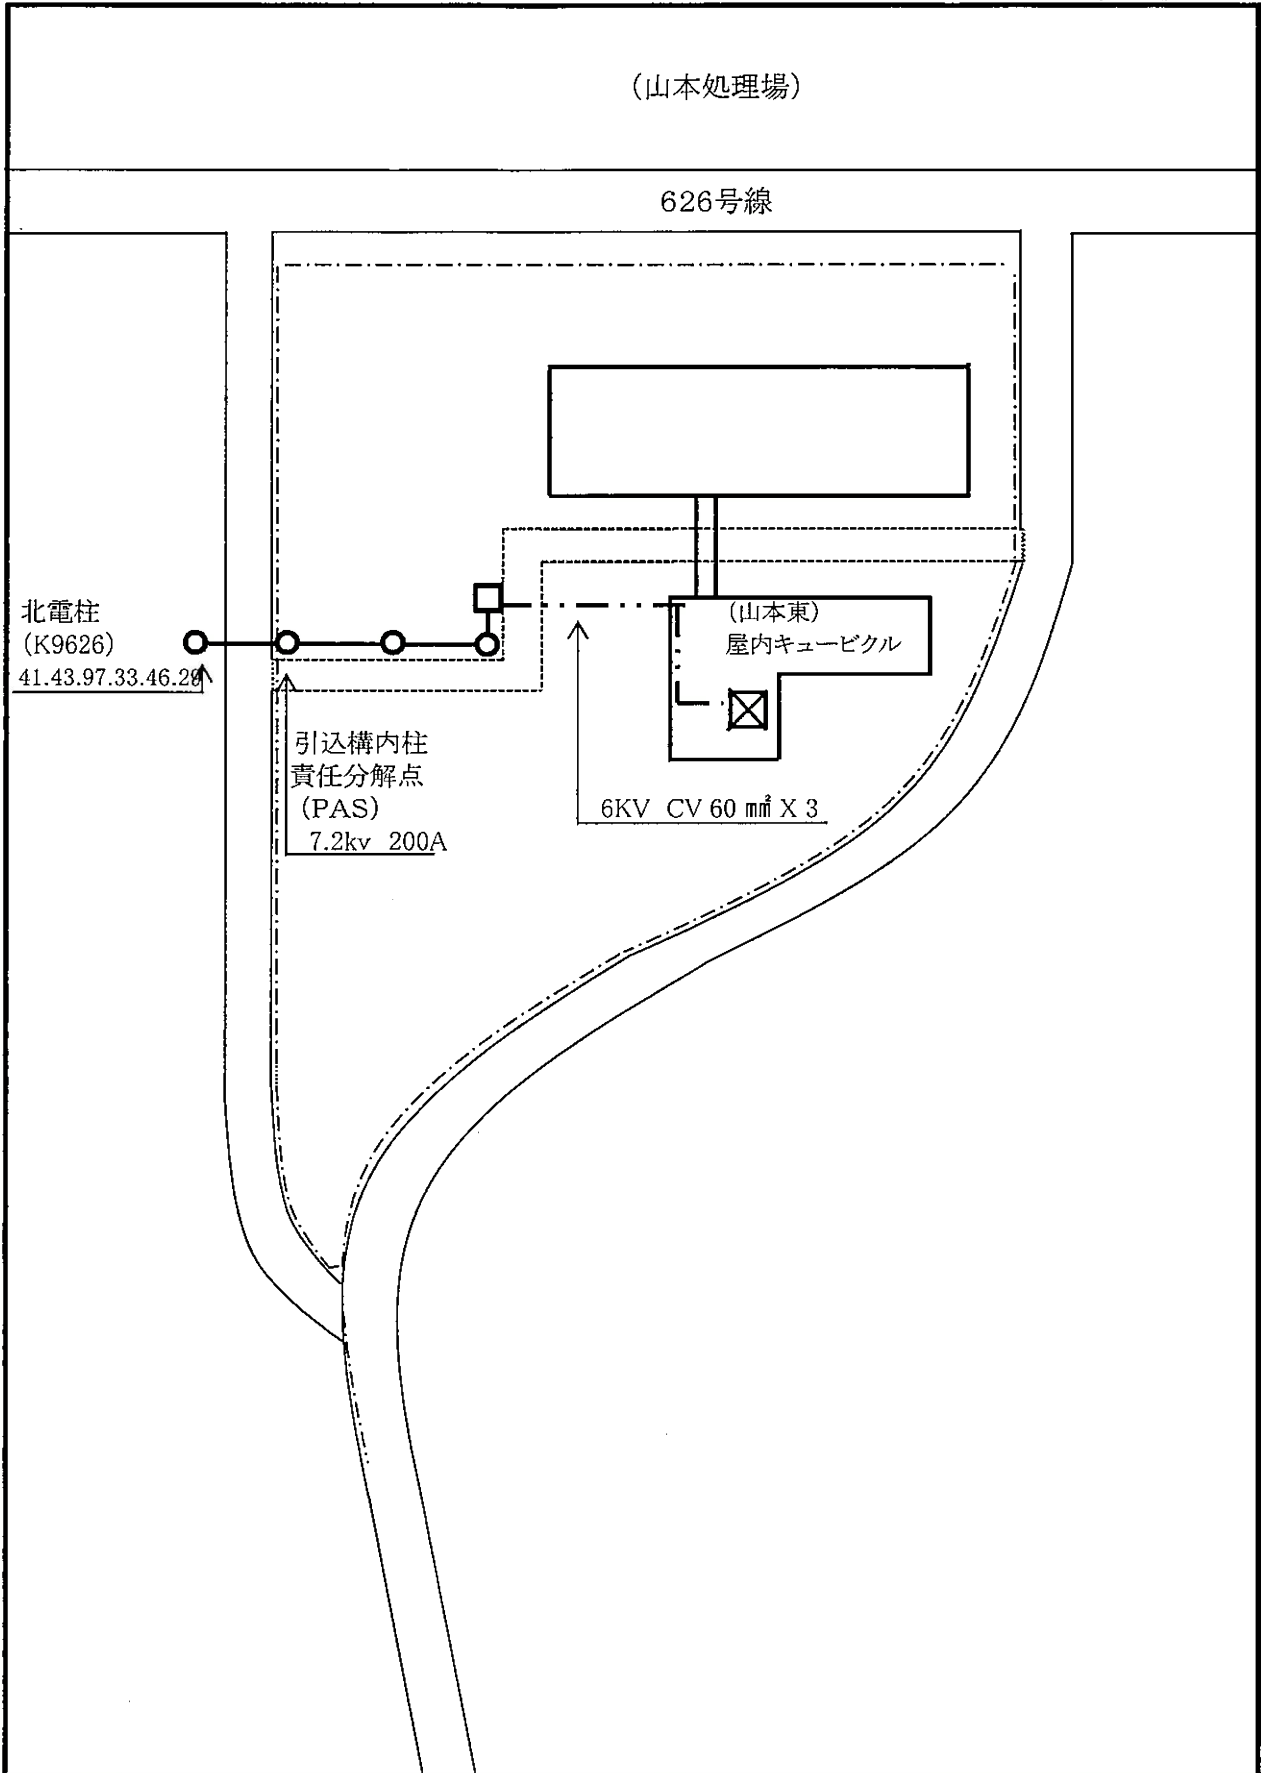 (山本処理場)
626号線
北電柱
(K9626)
41.43.97.33.46.29
(山本東)
屋内キュービクル
引込構内柱
責任分解点
(PAS)
7.2kv 200A
6KV CV 60 ㎟ X 3